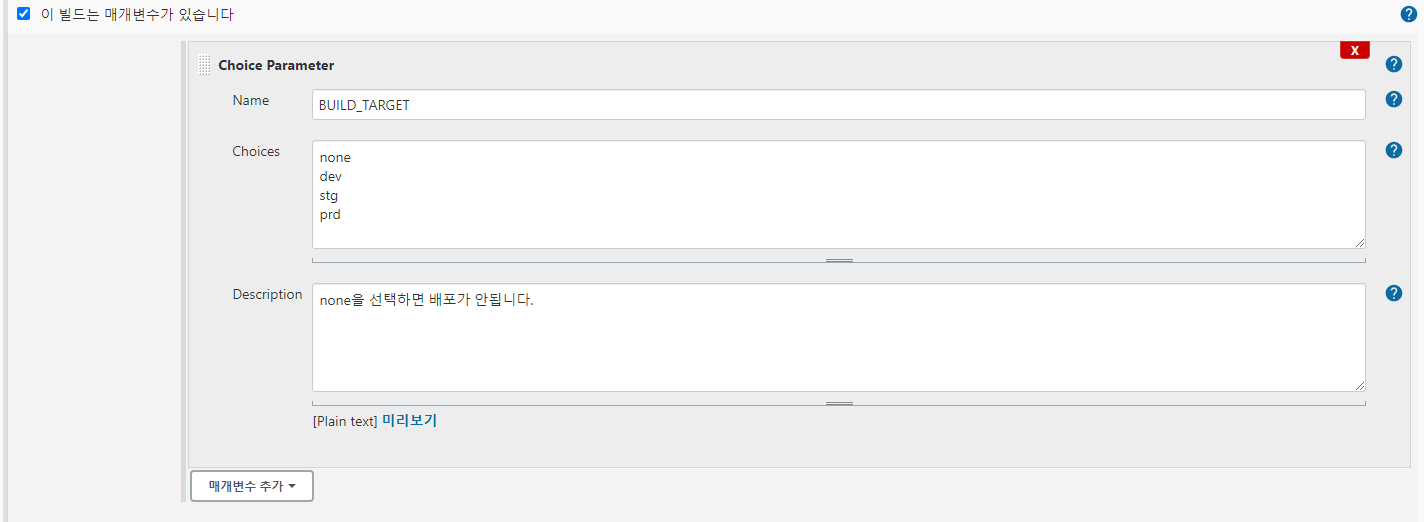 이 빌드는 매개변수가 있습니다
?
X
Choice Parameter
?
Name
BUILD_TARGET
?
Choices
none
dev
stg
prd
?
Description
none을 선택하면 배포가 안됩니다.
?
[Plain text] 미리보기
매개변수 추가